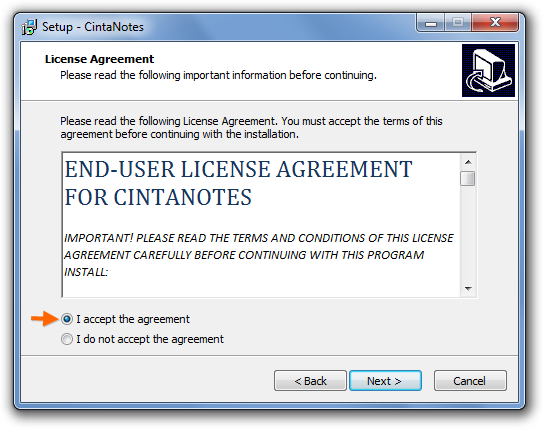 Setup - CintaNotes
License Agreement
Please read the following important information before continuing.
Please read the following License Agreement. You must accept the terms of this
agreement before continuing with the installation.
END-USER LICENSE AGREEMENT
FOR CINTANOTES
IMPORTANT! PLEASE READ THE TERMS AND CONDITIONS OF THIS LICENSE
AGREEMENT CAREFULLY BEFORE CONTINUING WITH THIS PROGRAM
INSTALL:
I accept the agreement
I do not accept the agreement
< Back
Next >
Cancel